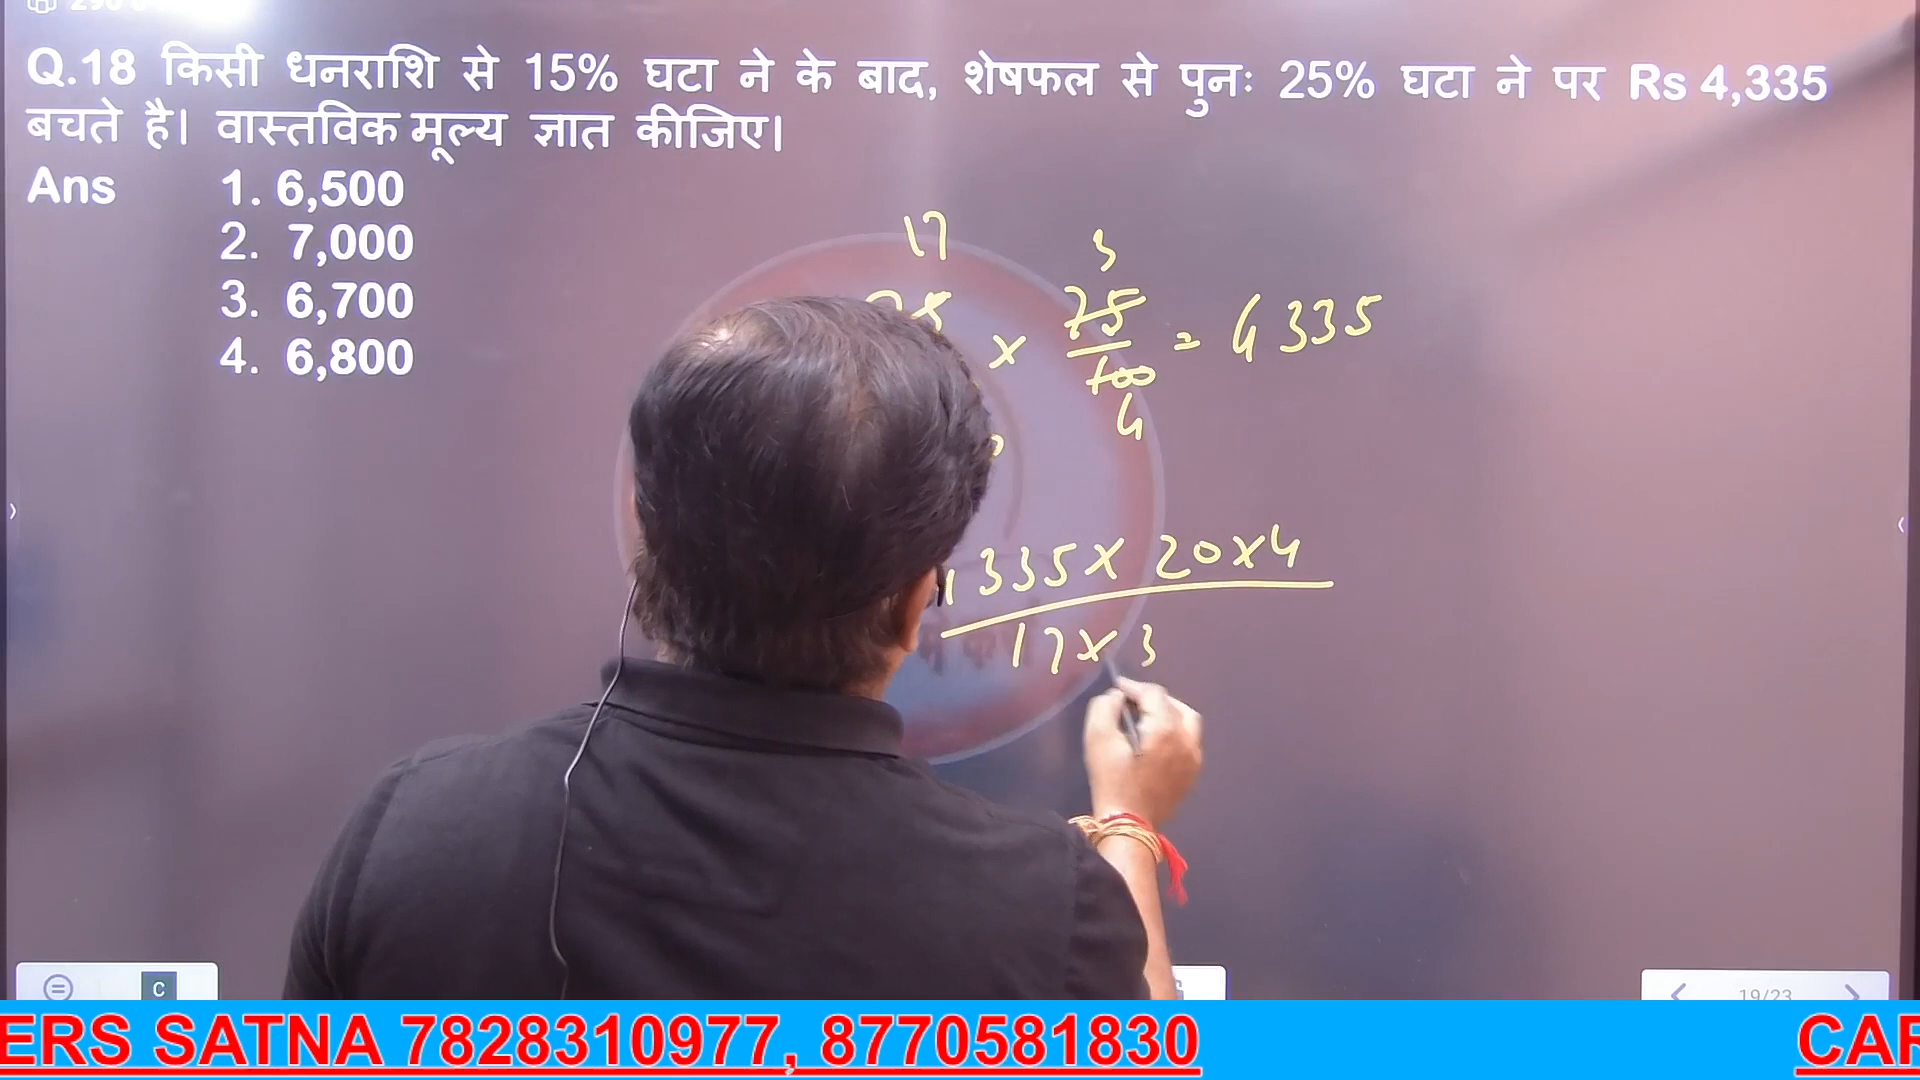 Q.18 किसी धनराशि से 15% घटा ने के बाद, शेषफल से पुनः 25% घटा ने पर Rs 4,335
बचते है। वास्तविक मूल्य ज्ञात कीजिए।
Ans 1. 6,500
2. 7,000
3. 6,700
4. 6,800
17 3
× 75/100 = 4335
4
335 × 20 × 4
17 × 3
C
19/23
ERS SATNA 7828310977, 8770581830